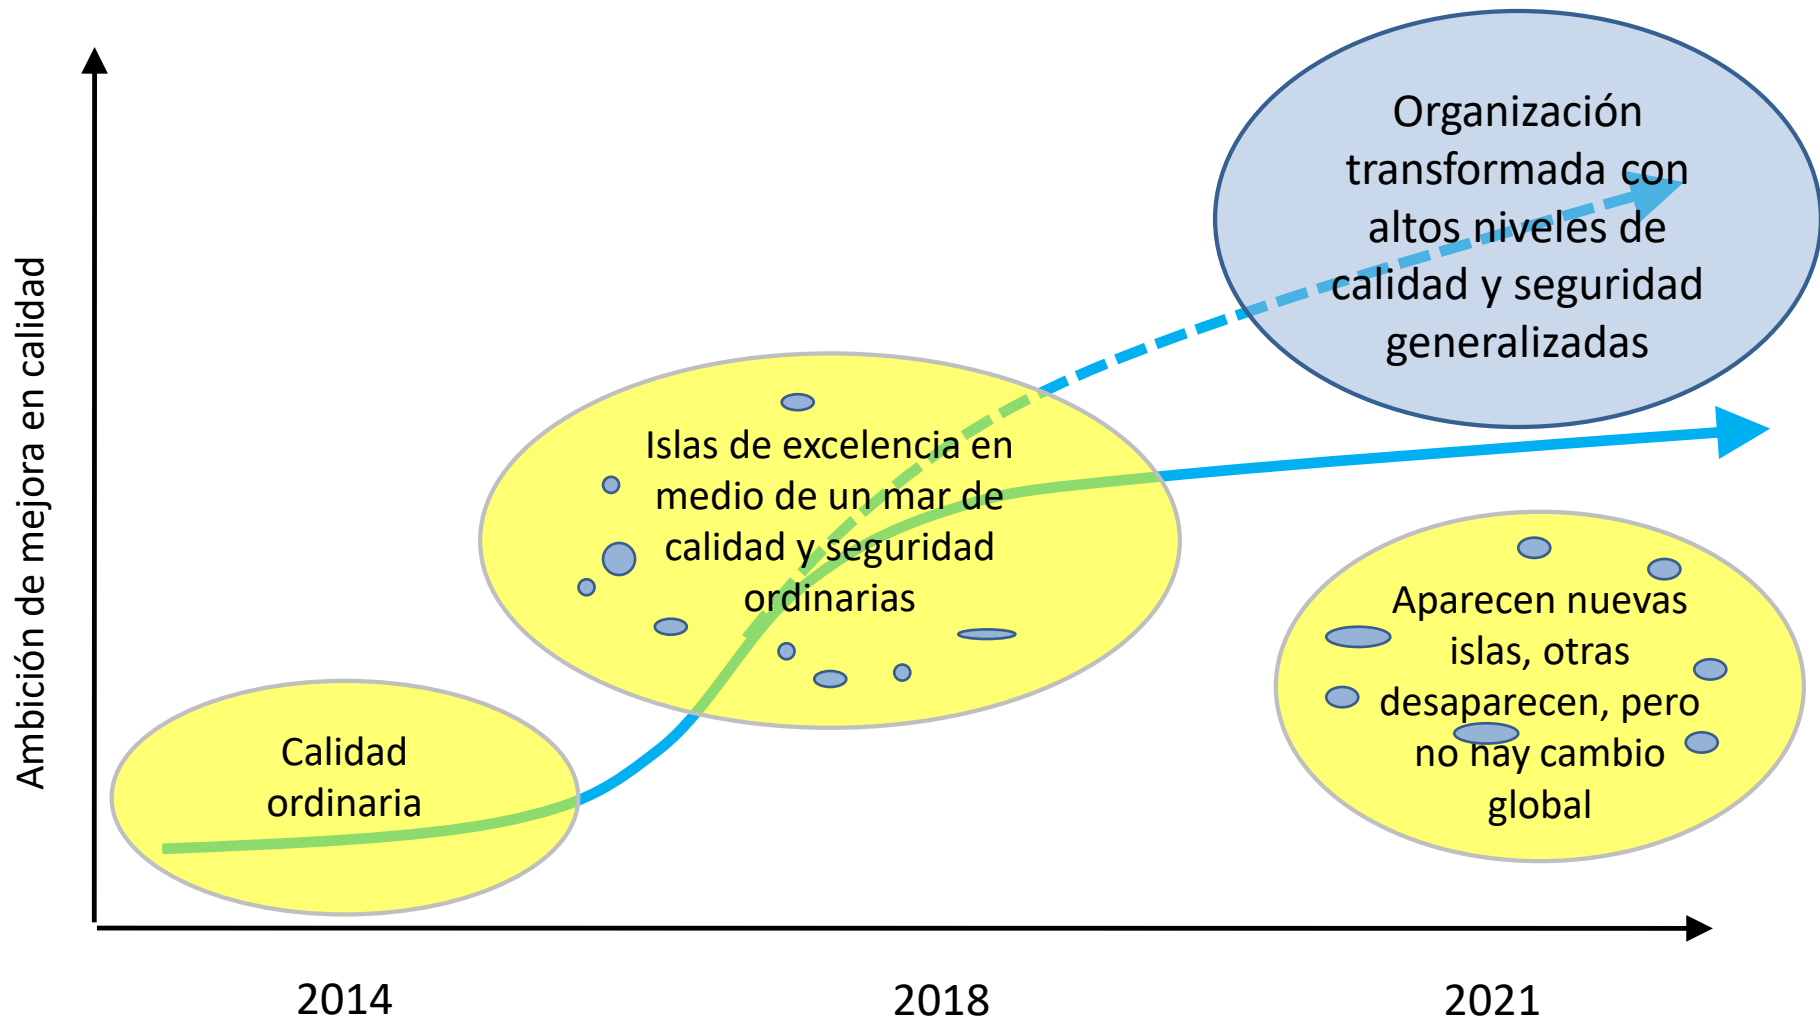 Ambición de mejora en calidad
Organización
transformada con
altos niveles de
calidad y seguridad
generalizadas
Islas de excelencia en
medio de un mar de
calidad y seguridad
ordinarias
Aparecen nuevas
islas, otras
desaparecen, pero
no hay cambio
global
Calidad
ordinaria
2014
2018
2021